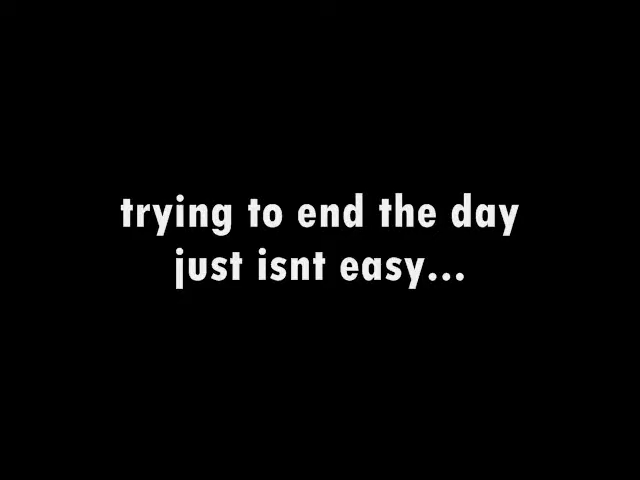 trying to end the day
just isnt easy...